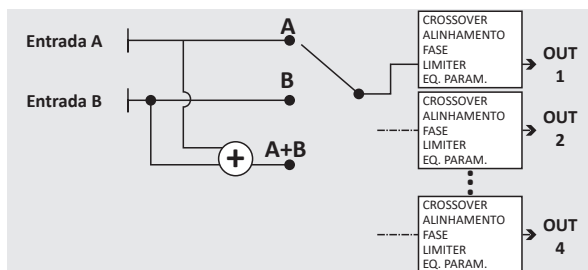 Entrada A
A
Entrada B
B
+
A+B
CROSSOVER
ALINHAMENTO
FASE
LIMITER
EQ. PARAM.
OUT
1
CROSSOVER
ALINHAMENTO
FASE
LIMITER
EQ. PARAM.
OUT
2
CROSSOVER
ALINHAMENTO
FASE
LIMITER
EQ. PARAM.
OUT
4